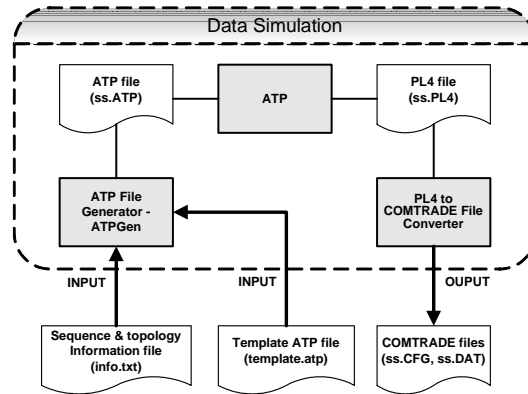 Data Simulation
ATP file
(ss.ATP)
ATP
PL4 file
(ss.PL4)
ATP File
Generator -
ATPGen
PL4 to
COMTRADE File
Converter
INPUT
INPUT
OUPUT
Sequence & topology
Information file
(info.txt)
Template ATP file
(template.atp)
COMTRADE files
(ss.CFG, ss.DAT)